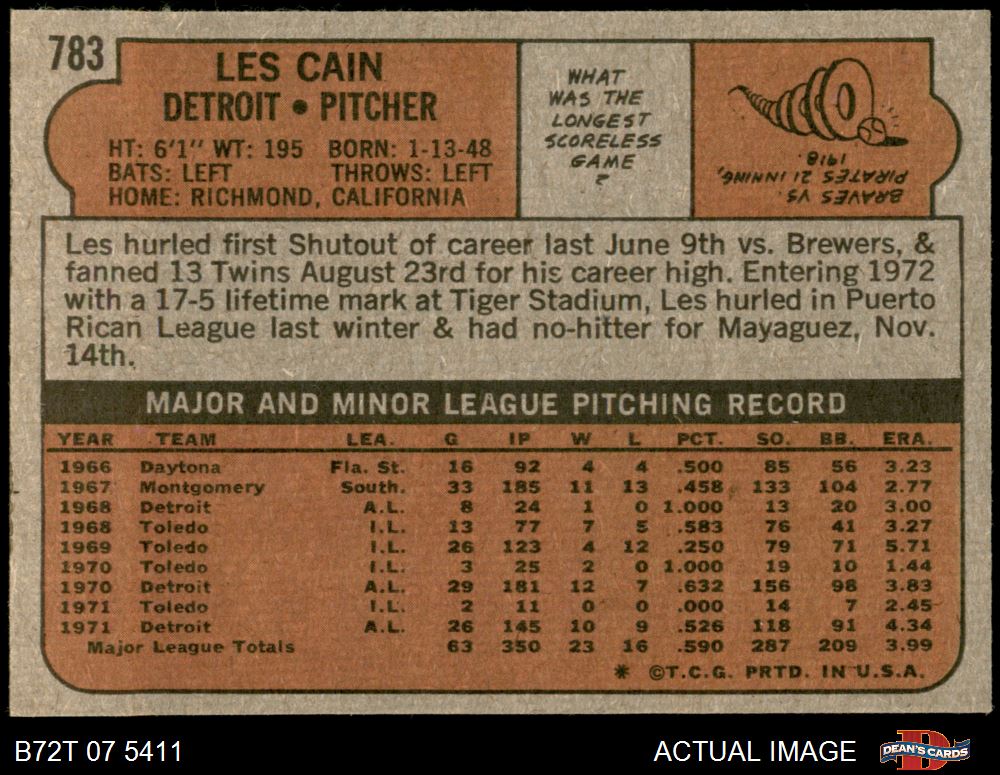 783
LES CAIN
DETROIT • PITCHER
HT: 6'1" WT: 195 BORN: 1-13-48
BATS: LEFT THROWS: LEFT
HOME: RICHMOND, CALIFORNIA
WHAT
WAS THE
LONGEST
SCORELESS
GAME
?
BRAVES VS
PIRATES 21 INNING,
1918.
Les hurled first Shutout of career last June 9th vs. Brewers, &
fanned 13 Twins August 23rd for his career high. Entering 1972
with a 17-5 lifetime mark at Tiger Stadium, Les hurled in Puerto
Rican League last winter & had no-hitter for Mayaguez, Nov.
14th.
MAJOR AND MINOR LEAGUE PITCHING RECORD
YEAR TEAM LEA. G IP W L PCT. SO. BB. ERA.
1966 Daytona Fla. St. 16 92 4 4 .500 85 56 3.23
1967 Montgomery South. 33 185 11 13 .458 133 104 2.77
1968 Detroit A.L. 8 24 1 0 1.000 13 20 3.00
1968 Toledo I.L. 13 77 7 5 .583 76 41 3.27
1969 Toledo I.L. 26 123 4 12 .250 79 71 5.71
1970 Toledo I.L. 3 25 2 0 1.000 19 10 1.44
1970 Detroit A.L. 29 181 12 7 .632 156 98 3.83
1971 Toledo I.L. 2 11 0 0 .000 14 7 2.45
1971 Detroit A.L. 26 145 10 9 .526 118 91 4.34
Major League Totals 63 350 23 16 .590 287 209 3.99
* ©T.C.G. PRTD. IN U.S.A.
B72T 07 5411 ACTUAL IMAGE DEAN'S CARDS